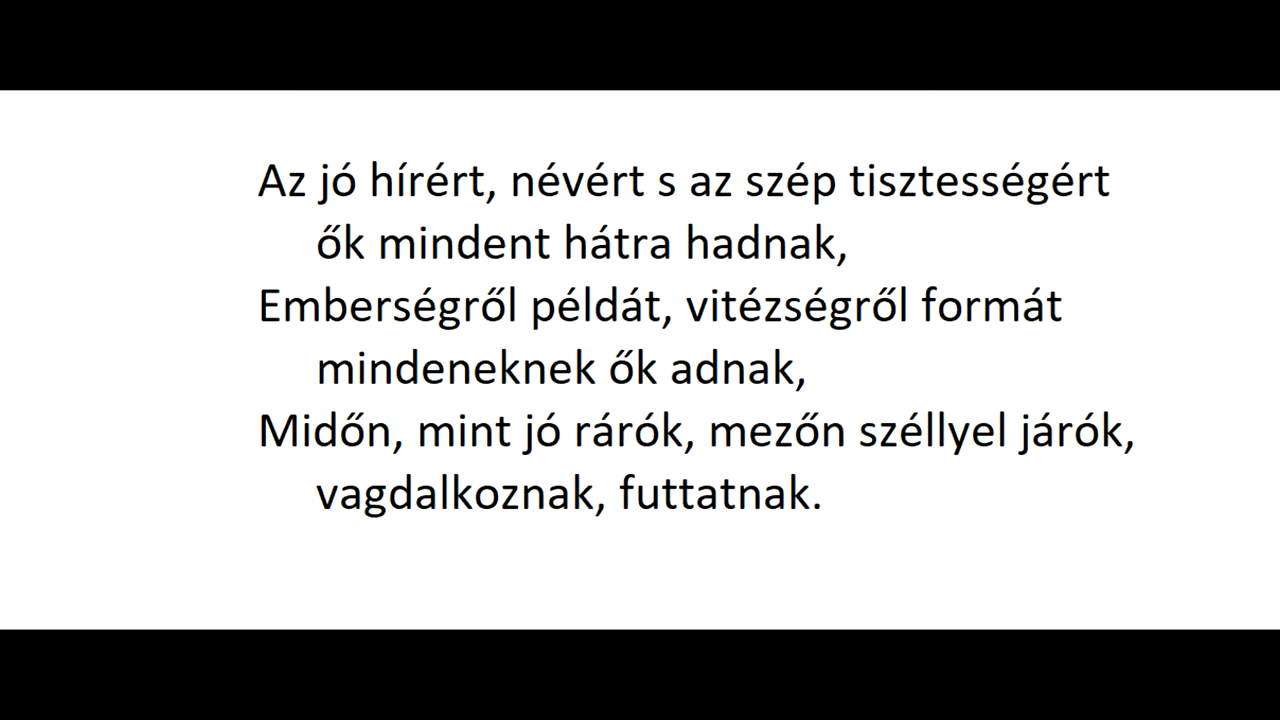 Az jó hírért, névért s az szép tisztességért
ők mindent hátra hadnak,
Emberségről példát, vitézségről formát
mindeneknek ők adnak,
Midőn, mint jó rárók, mezőn széllyel járók,
vagdalkoznak, futtatnak.